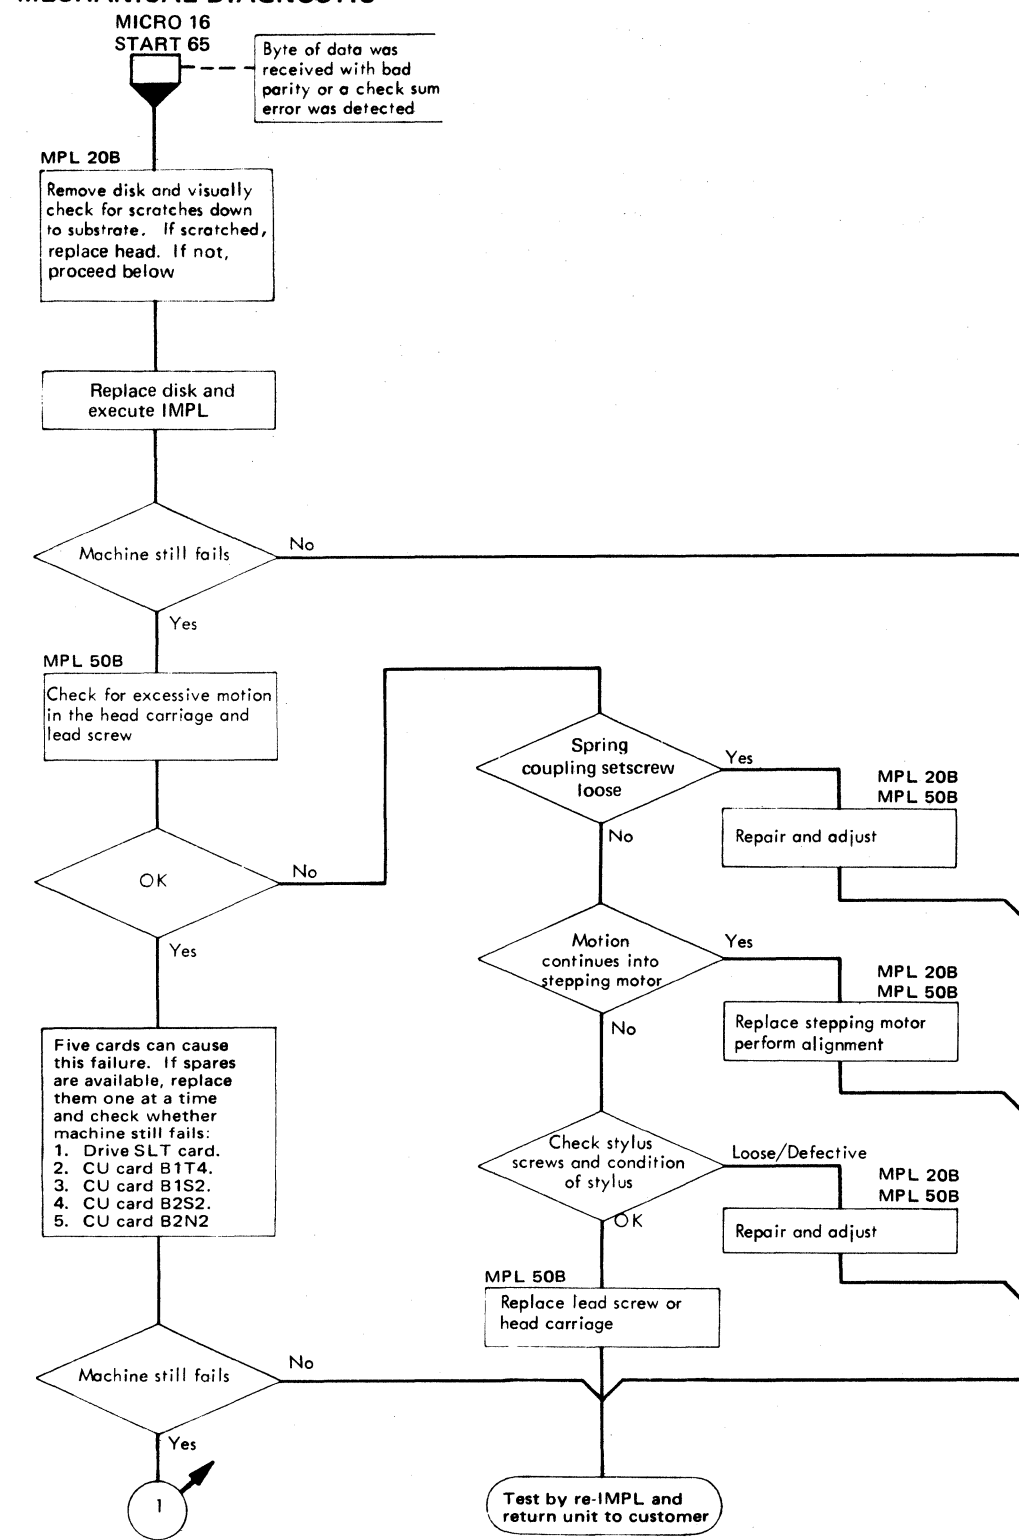 MECHANICAL DIAGNOSTIC
MICRO 16
START 65
Byte of data was
received with bad
parity or a check sum
error was detected
MPL 20B
Remove disk and visually
check for scratches down
to substrate. If scratched,
replace head. If not,
proceed below
Replace disk and
execute IMPL
Machine still fails
No
Yes
MPL 50B
Check for excessive motion
in the head carriage and
lead screw
OK
No
Yes
Spring
coupling setscrew
loose
Yes
No
MPL 20B
MPL 50B
Repair and adjust
Motion
continues into
stepping motor
Yes
No
MPL 20B
MPL 50B
Replace stepping motor
perform alignment
Five cards can cause
this failure. If spares
are available, replace
them one at a time
and check whether
machine still fails:
1. Drive SLT card.
2. CU card B1T4.
3. CU card B1S2.
4. CU card B2S2.
5. CU card B2N2
Check stylus
screws and condition
of stylus
Loose/Defective
OK
MPL 20B
MPL 50B
Repair and adjust
MPL 50B
Replace lead screw or
head carriage
Machine still fails
No
Yes
1
Test by re-IMPL and
return unit to customer